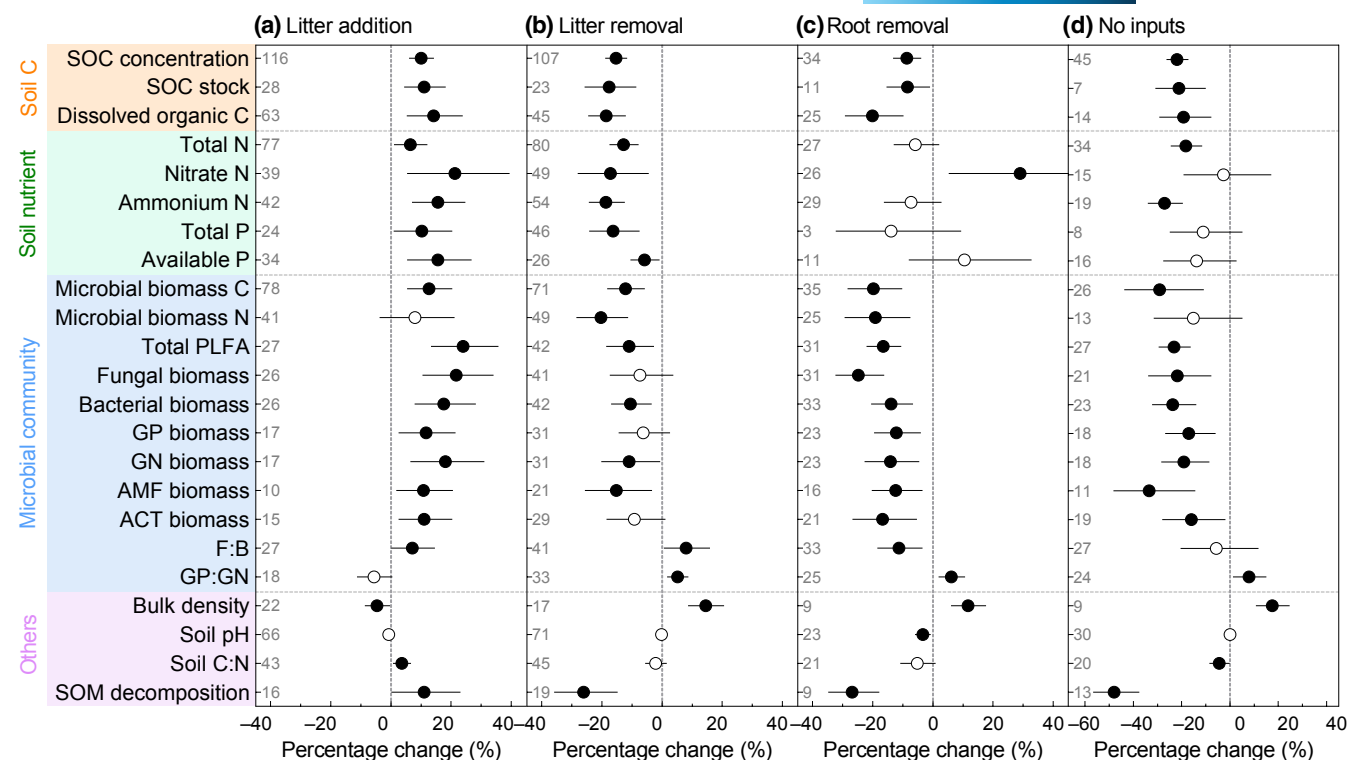 (a) Litter addition (b) Litter removal (c) Root removal (d) No inputs
Soil C
SOC concentration 116 107 34 45
SOC stock 28 23 11 7
Dissolved organic C 63 45 25 14
Soil nutrient
Total N 77 80 27 34
Nitrate N 39 49 26 15
Ammonium N 42 54 29 19
Total P 24 46 3 8
Available P 34 26 11 16
Microbial community
Microbial biomass C 78 71 35 26
Microbial biomass N 41 49 25 13
Total PLFA 27 42 31 27
Fungal biomass 26 41 31 21
Bacterial biomass 26 42 33 23
GP biomass 17 31 23 18
GN biomass 17 31 23 18
AMF biomass 10 21 16 11
ACT biomass 15 29 21 19
F:B 27 41 33 27
GP:GN 18 33 25 24
Others
Bulk density 22 17 9 9
Soil pH 66 71 23 30
Soil C:N 43 45 21 20
SOM decomposition 16 19 9 13
–40 –20 0 20 40 –40 –20 0 20 40 –40 –20 0 20 40 –60 –40 –20 0 20 40
Percentage change (%) Percentage change (%) Percentage change (%) Percentage change (%)